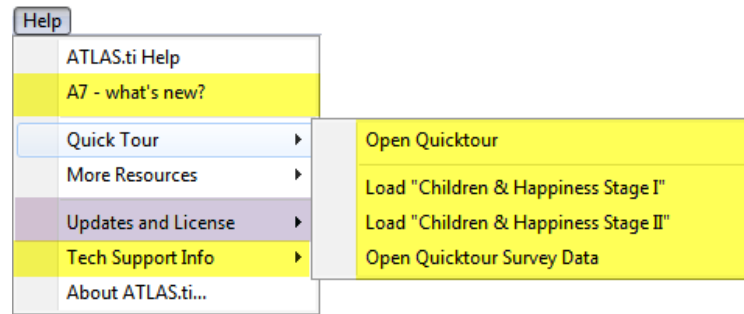 Help
ATLAS.ti Help
A7 - what's new?
Quick Tour
More Resources
Updates and License
Tech Support Info
About ATLAS.ti...
Open Quicktour
Load "Children & Happiness Stage I"
Load "Children & Happiness Stage II"
Open Quicktour Survey Data